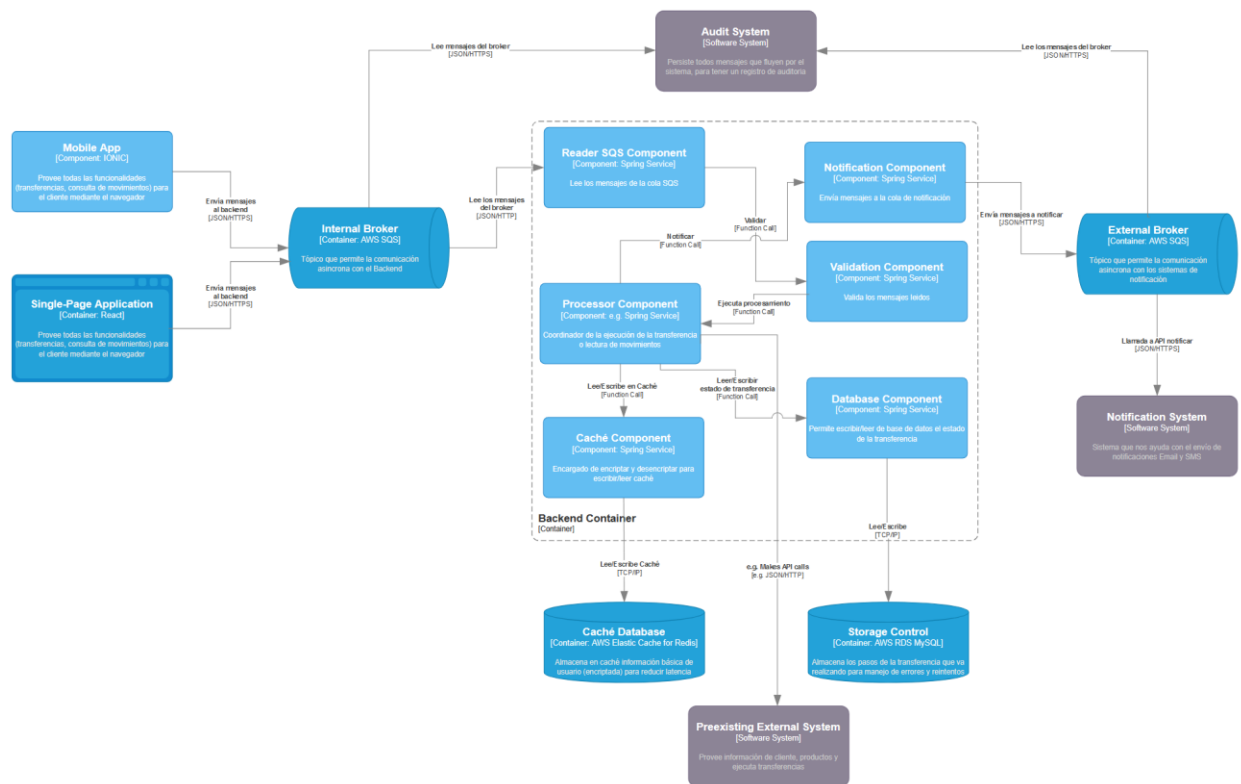 Audit System
[Software System]
Persiste todos mensajes que fluyen por el
sistema, para tener un registro de auditoria
Lee mensajes del broker
[JSON/HTTPS]
Lee los mensajes del broker
[JSON/HTTPS]
Mobile App
[Component: IONIC]
Provee todas las funcionalidades
(transferencias, consulta de movimientos) para
el cliente mediante el navegador
Envía mensajes
al backend
[JSON/HTTPS]
Single-Page Application
[Container: React]
Provee todas las funcionalidades
(transferencias, consulta de movimientos) para
el cliente mediante el navegador
Envía mensajes
al backend
[JSON/HTTPS]
Internal Broker
[Container: AWS SQS]
Tópico que permite la comunicación
asincrona con el Backend
Lee los mensajes
del broker
[JSON/HTTP]
Reader SQS Component
[Component: Spring Service]
Lee los mensajes de la cola SQS
Notification Component
[Component: Spring Service]
Envía mensajes a la cola de notificación
Validar
[Function Call]
Notificar
[Function Call]
Validation Component
[Component: Spring Service]
Valida los mensajes leídos
Processor Component
[Component: e.g. Spring Service]
Coordinador de la ejecución de la transferencia
o lectura de movimientos
Ejecuta procesamiento
[Function Call]
Lee/Escribe en Caché
[Function Call]
Leer/Escribir
estado de transferencia
[Function Call]
Caché Component
[Component: Spring Service]
Encargado de encriptar y desencriptar para
escribir/leer caché
Database Component
[Component: Spring Service]
Permite escribir/leer de base de datos el estado de
la transferencia
Backend Container
[Container]
Envía mensajes a notificar
[JSON/HTTPS]
External Broker
[Container: AWS SQS]
Tópico que permite la comunicación
asincrona con los sistemas de
notificación
Llamada a API notificar
[JSON/HTTPS]
Notification System
[Software System]
Sistema que nos ayuda con el envío de
notificaciones Email y SMS
Lee/Escribe Caché
[TCP/IP]
e.g. Makes API calls
[e.g. JSON/HTTP]
Lee/Escribe
[TCP/IP]
Caché Database
[Container: AWS Elastic Cache for Redis]
Almacena en caché información básica de
usuario (encriptada) para reducir latencia
Storage Control
[Container: AWS RDS MySQL]
Almacena los pasos de la transferencia que va
realizando para manejo de errores y reintentos
Preexisting External System
[Software System]
Provee información de cliente, productos y
ejecuta transferencias